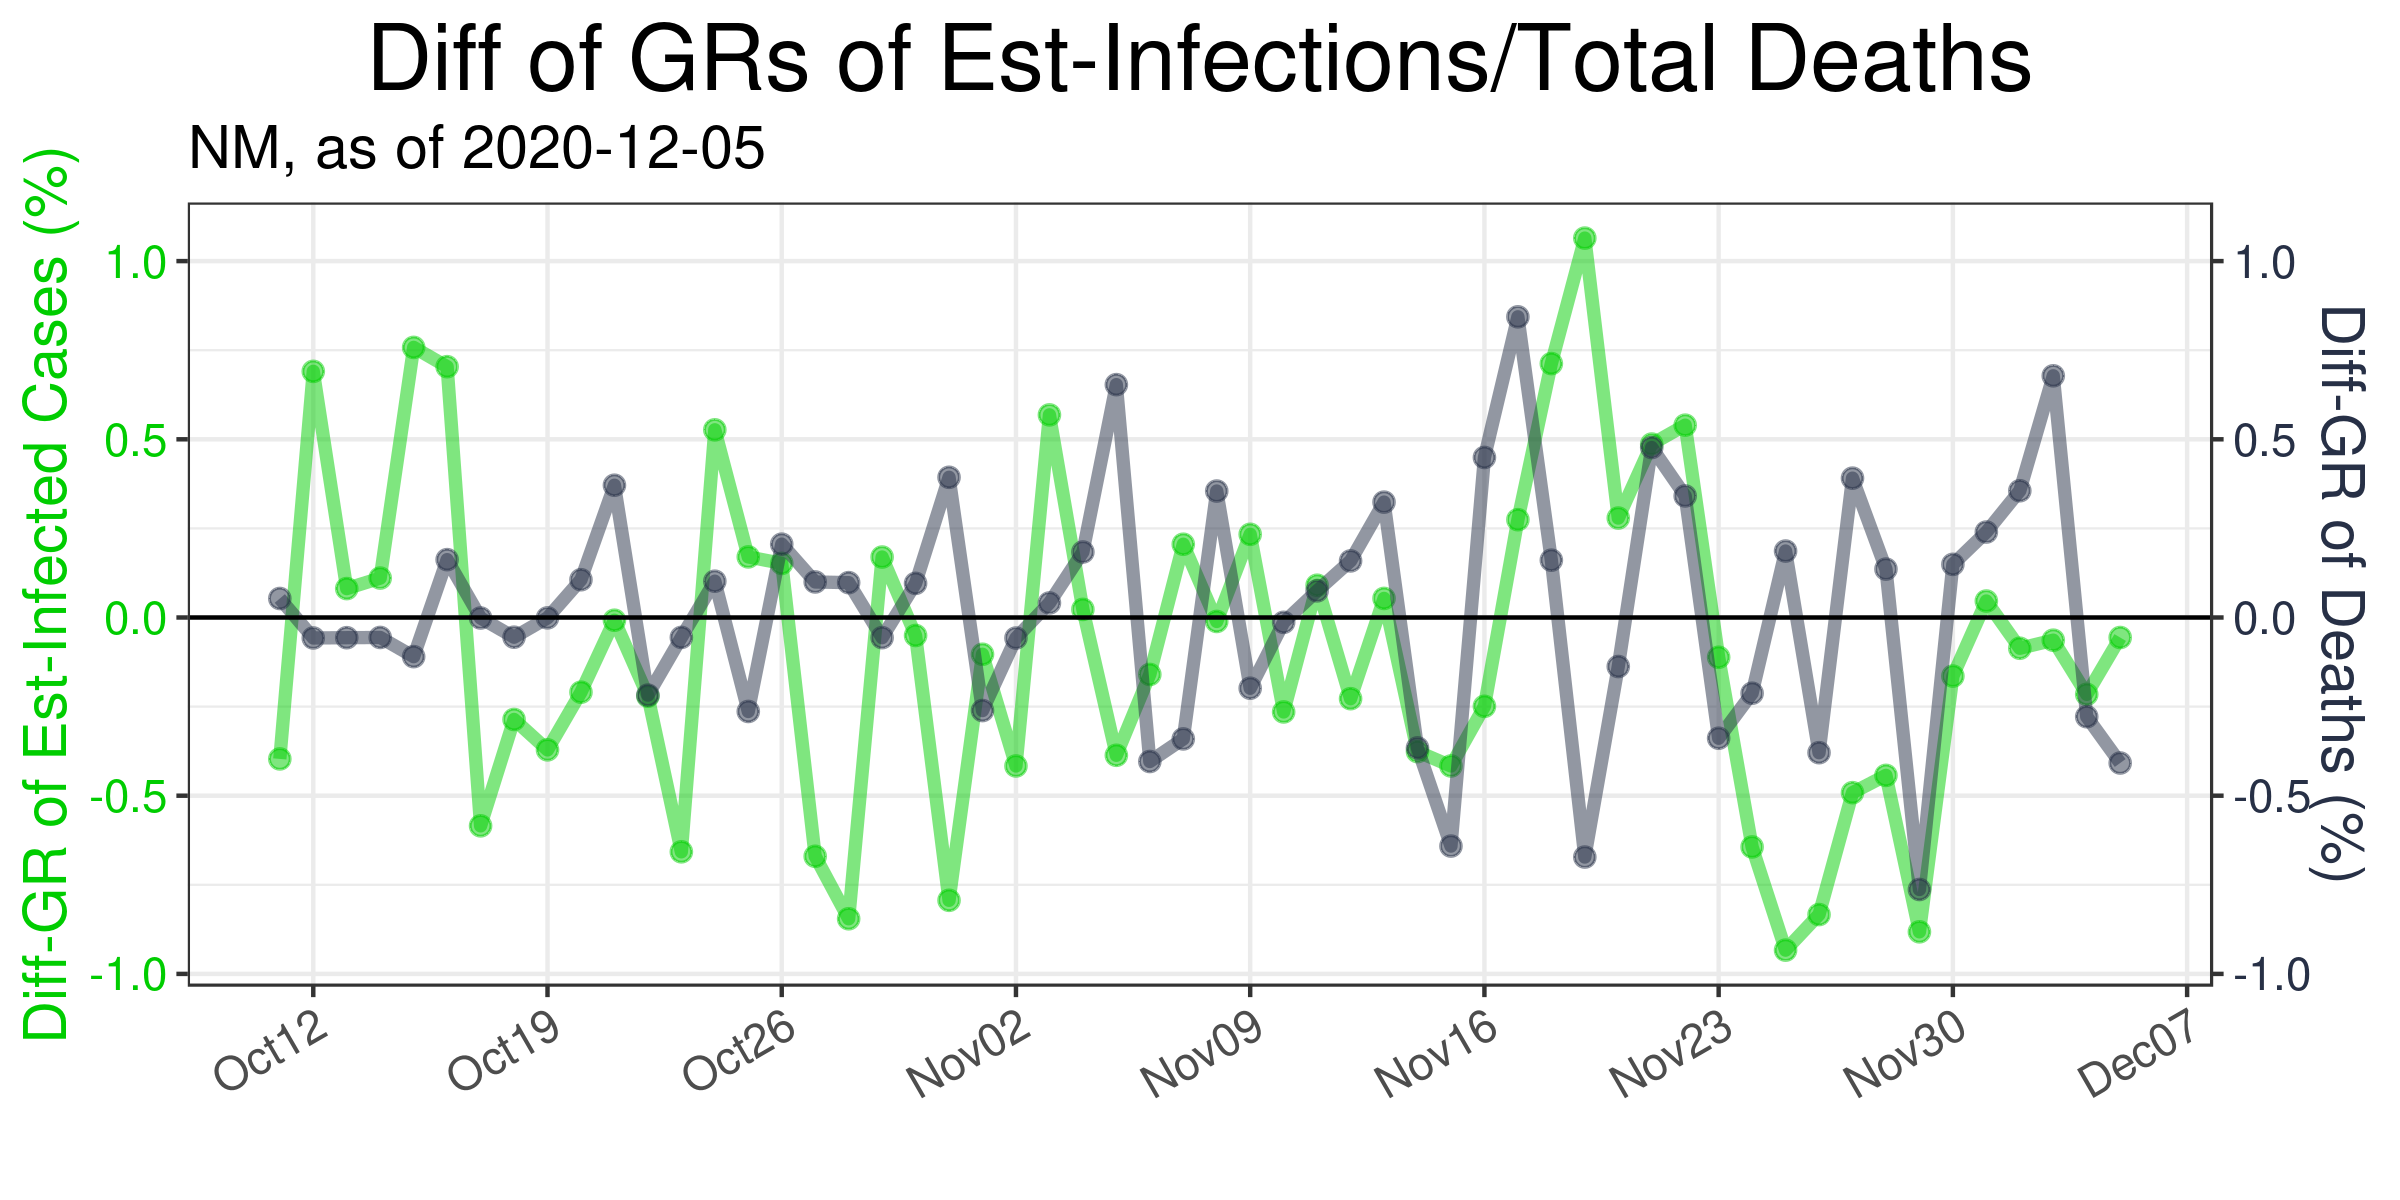 Diff of GRs of Est-Infections/Total Deaths
NM, as of 2020-12-05
Diff-GR of Est-Infected Cases (%)
1.0
0.5
0.0
-0.5
-1.0
1.0
0.5
0.0
-0.5
-1.0
Diff-GR of Deaths (%)
Oct12
Oct19
Oct26
Nov02
Nov09
Nov16
Nov23
Nov30
Dec07